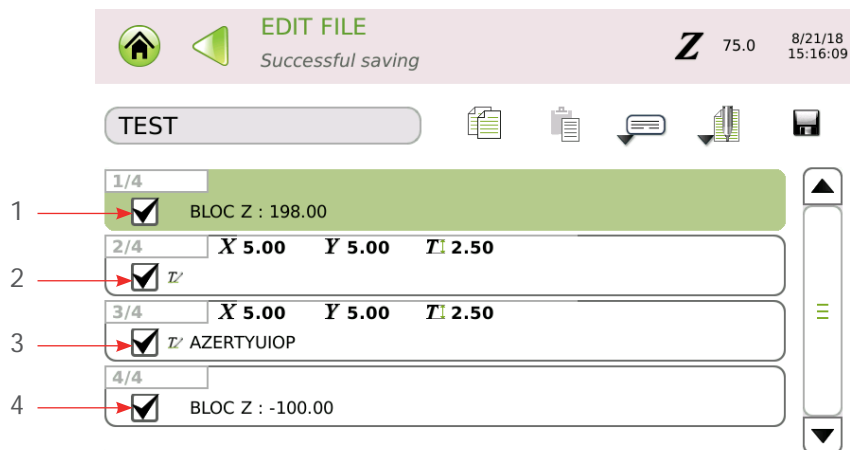 EDIT FILE
Successful saving
Z 75.0
8/21/18
15:16:09
TEST
1/4
1
BLOC Z : 198.00
2/4 X 5.00 Y 5.00 T 2.50
2 T
3/4 X 5.00 Y 5.00 T 2.50
3 T AZERTYUIOP
4/4
4
BLOC Z : -100.00